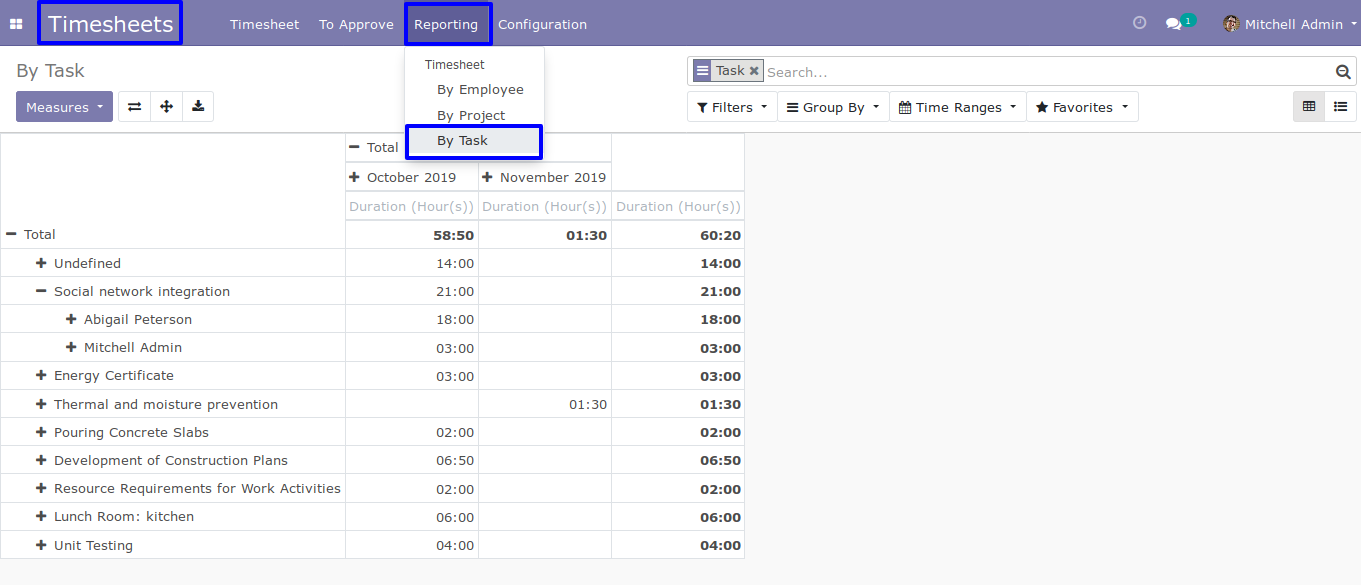 Timesheets Timesheet To Approve Reporting Configuration 1 Mitchell Admin
By Task
Timesheet
By Employee
By Project
By Task
Task Search...
Measures Filters Group By Time Ranges Favorites
Total
October 2019 November 2019
Duration (Hour(s)) Duration (Hour(s)) Duration (Hour(s))
Total 58:50 01:30 60:20
Undefined 14:00 14:00
Social network integration 21:00 21:00
Abigail Peterson 18:00 18:00
Mitchell Admin 03:00 03:00
Energy Certificate 03:00 03:00
Thermal and moisture prevention 01:30 01:30
Pouring Concrete Slabs 02:00 02:00
Development of Construction Plans 06:50 06:50
Resource Requirements for Work Activities 02:00 02:00
Lunch Room: kitchen 06:00 06:00
Unit Testing 04:00 04:00